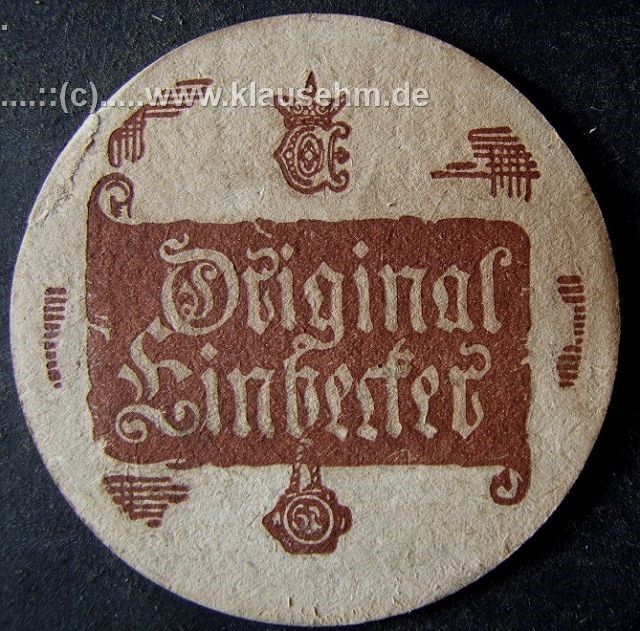 .....::(c).....www.klausehm.de
Original
Einbecker